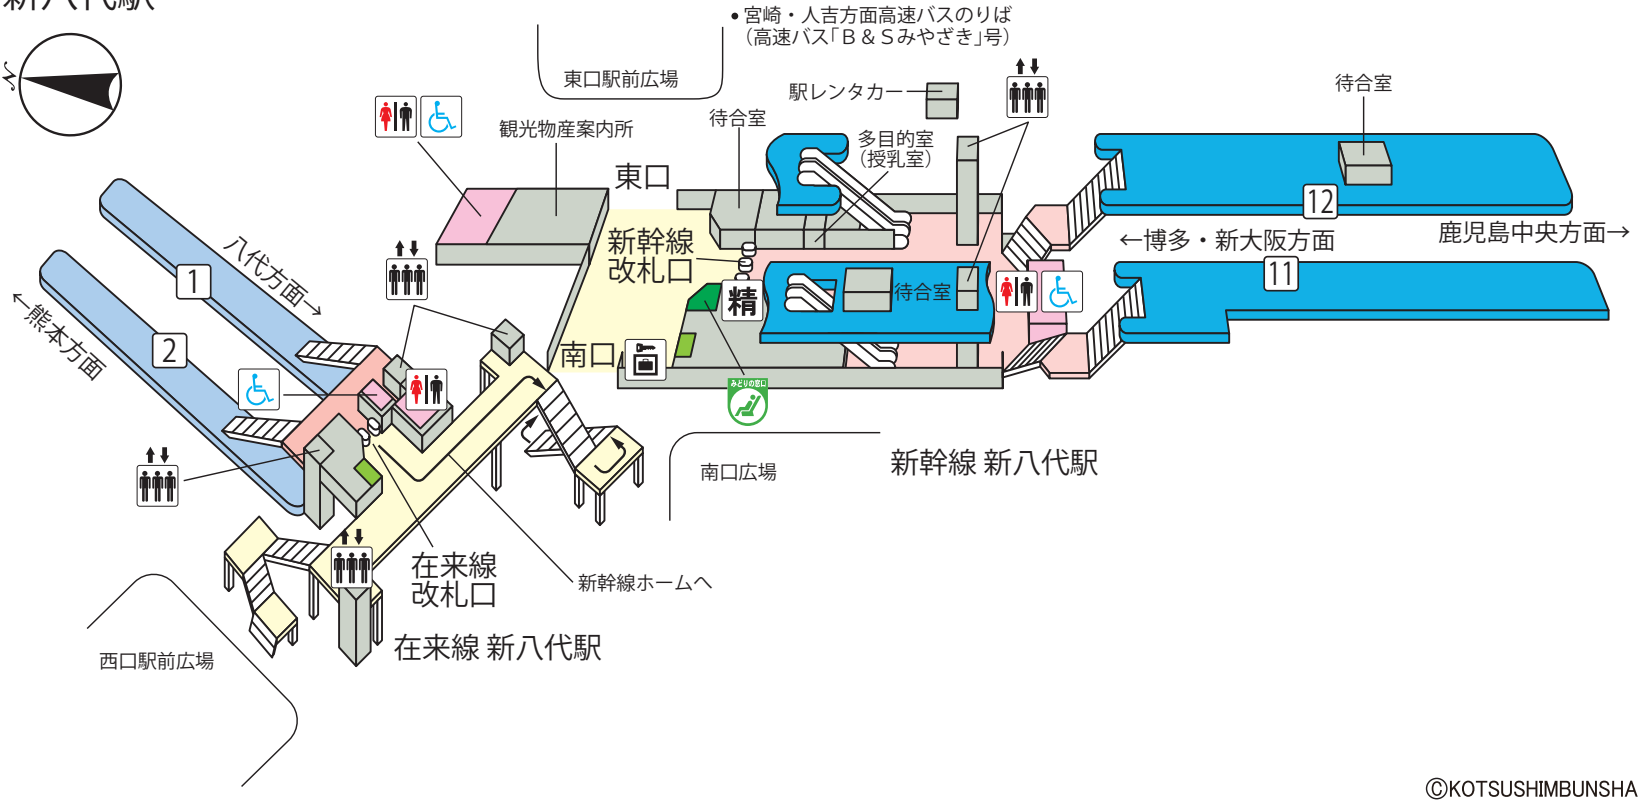 新八代駅
N
• 宮崎・人吉方面高速バスのりば
（高速バス「Ｂ＆Ｓみやざき」号）
東口駅前広場
駅レンタカー
待合室
観光物産案内所
待合室
多目的室
（授乳室）
東口
12
←博多・新大阪方面
鹿児島中央方面→
新幹線
改札口
八代方面→
1
11
精
待合室
←熊本方面
2
南口
みどりの窓口
新幹線 新八代駅
南口広場
在来線
改札口
新幹線ホームへ
在来線 新八代駅
西口駅前広場
©KOTSUSHIMBUNSHA